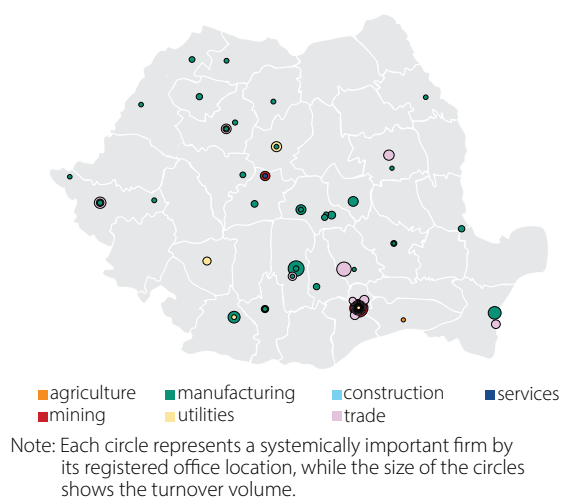 agriculture manufacturing construction services
mining utilities trade
Note: Each circle represents a systemically important firm by
its registered office location, while the size of the circles
shows the turnover volume.